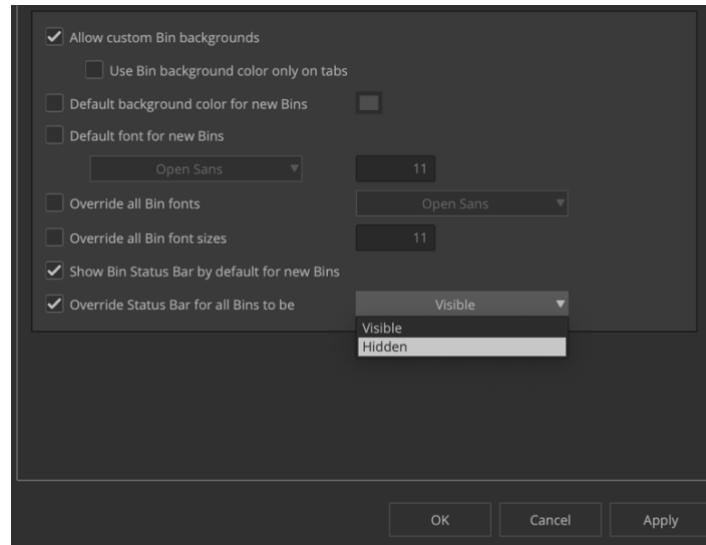 Allow custom Bin backgrounds
Use Bin background color only on tabs
Default background color for new Bins
Default font for new Bins
Open Sans 11
Override all Bin fonts Open Sans
Override all Bin font sizes 11
Show Bin Status Bar by default for new Bins
Override Status Bar for all Bins to be Visible
Visible
Hidden
OK Cancel Apply